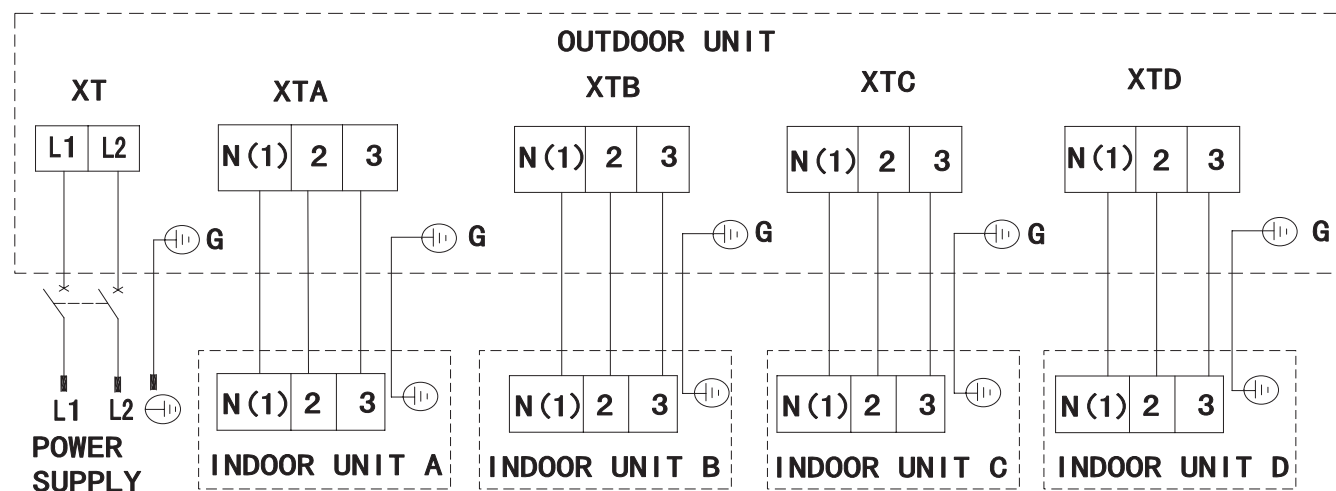 OUTDOOR UNIT
XT
XTA
XTB
XTC
XTD
L1 L2
N(1) 2 3
N(1) 2 3
N(1) 2 3
N(1) 2 3
G
G
G
G
G
L1 L2
N(1) 2 3
N(1) 2 3
N(1) 2 3
N(1) 2 3
POWER
SUPPLY
INDOOR UNIT A
INDOOR UNIT B
INDOOR UNIT C
INDOOR UNIT D